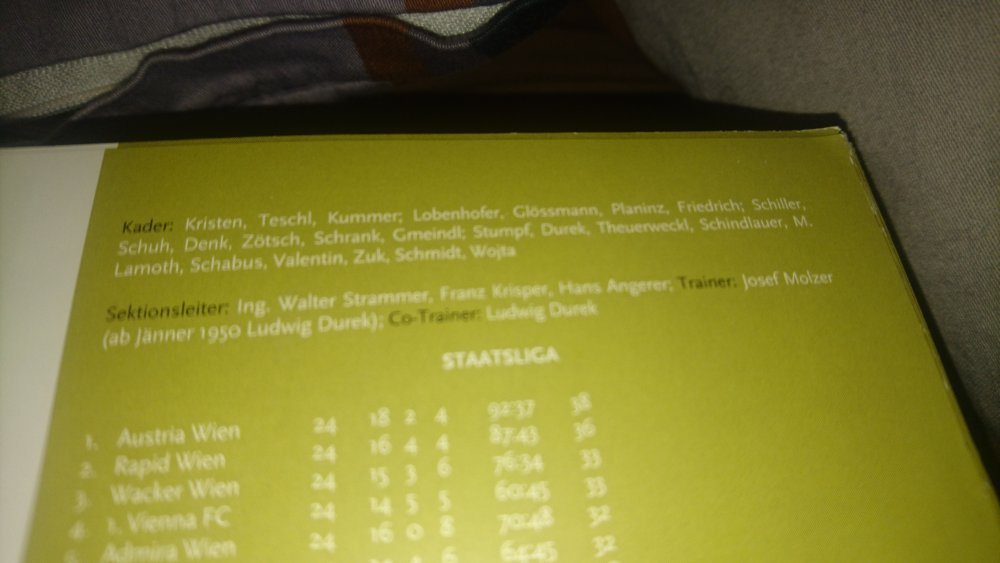 Kader: Kristen, Teschl, Kummer; Lobenhofer, Glössmann, Planinz, Friedrich; Schiller,
Schuh, Denk, Zötsch, Schrank, Gmeindl; Stumpf, Durek, Theuerweckl, Schindlauer, M.
Lamoth, Schabus, Valentin, Zuk, Schmidt, Wojta
Sektionsleiter: Ing. Walter Strammer, Franz Krisper, Hans Angerer; Trainer: Josef Molzer
(ab Jänner 1950 Ludwig Durek); Co-Trainer: Ludwig Durek
STAATSLIGA
1. Austria Wien 24 18 2 4 92:37 38
2. Rapid Wien 24 16 4 4 87:43 36
3. Wacker Wien 24 15 3 6 76:34 33
4. 1. Vienna FC 24 14 5 5 60:45 33
5. Admira Wien 24 16 0 8 70:48 32
6 64:45 32